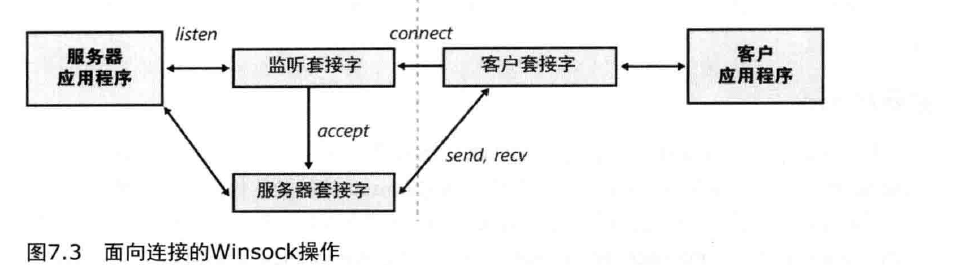 服务器
应用程序
listen
监听套接字
connect
客户套接字
客户
应用程序
accept
send, recv
服务器套接字
图7.3 面向连接的Winsock操作